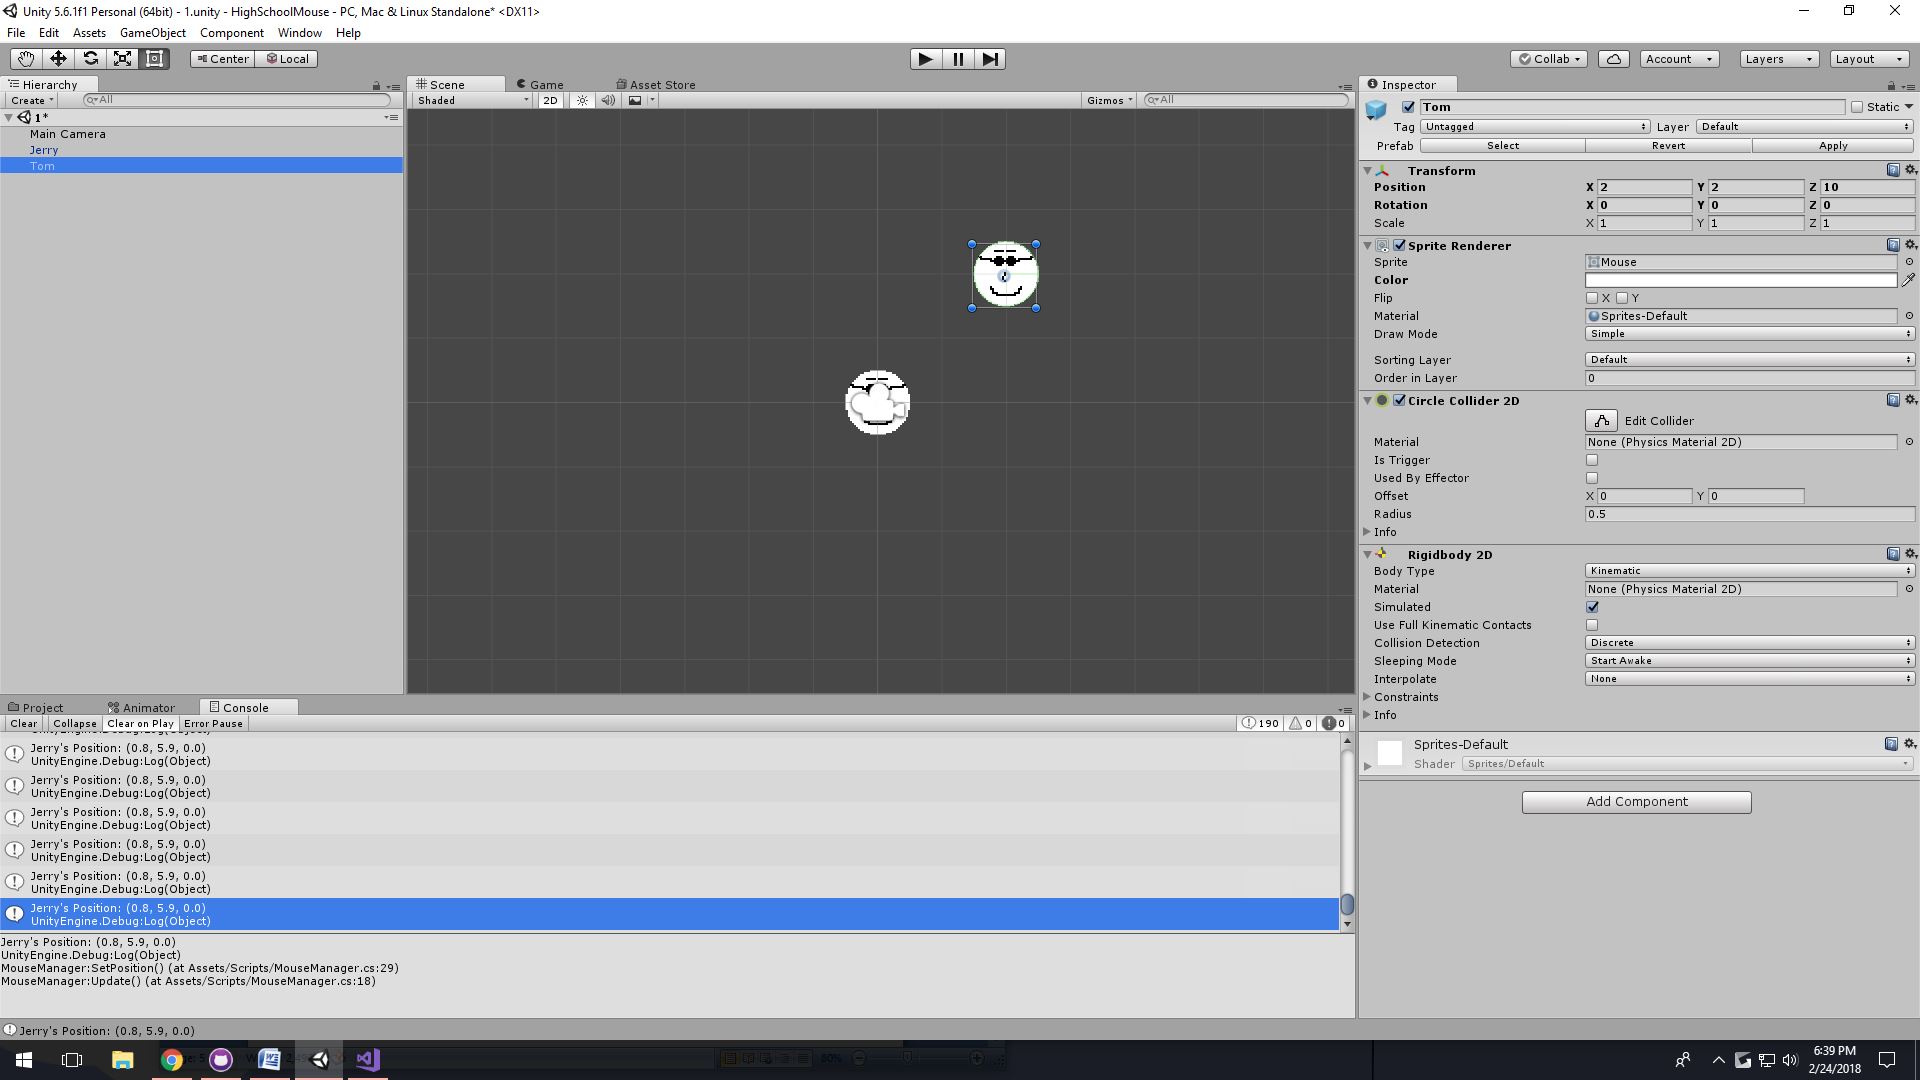 Unity 5.6.1f1 Personal (64bit) - 1.unity - HighSchoolMouse - PC, Mac & Linux Standalone* <DX11>
File Edit Assets GameObject Component Window Help
Center Local
Collab Account Layers Layout
Hierarchy
Create All
1*
Main Camera
Jerry
Tom
Scene Game Asset Store
Shaded 2D Gizmos All
Inspector
Tom Static
Tag Untagged Layer Default
Prefab Select Revert Apply
Transform
Position X 2 Y 2 Z 10
Rotation X 0 Y 0 Z 0
Scale X 1 Y 1 Z 1
Sprite Renderer
Sprite Mouse
Color
Flip X Y
Material Sprites-Default
Draw Mode Simple
Sorting Layer Default
Order in Layer 0
Circle Collider 2D
Edit Collider
Material None (Physics Material 2D)
Is Trigger
Used By Effector
Offset X 0 Y 0
Radius 0.5
Info
Rigidbody 2D
Body Type Kinematic
Material None (Physics Material 2D)
Simulated
Use Full Kinematic Contacts
Collision Detection Discrete
Sleeping Mode Start Awake
Interpolate None
Constraints
Info
Sprites-Default
Shader Sprites/Default
Add Component
Project Animator Console
Clear Collapse Clear on Play Error Pause 190 0 0
UnityEngine.Debug:Log(Object)
Jerry's Position: (0.8, 5.9, 0.0)
UnityEngine.Debug:Log(Object)
Jerry's Position: (0.8, 5.9, 0.0)
UnityEngine.Debug:Log(Object)
Jerry's Position: (0.8, 5.9, 0.0)
UnityEngine.Debug:Log(Object)
Jerry's Position: (0.8, 5.9, 0.0)
UnityEngine.Debug:Log(Object)
Jerry's Position: (0.8, 5.9, 0.0)
UnityEngine.Debug:Log(Object)
Jerry's Position: (0.8, 5.9, 0.0)
UnityEngine.Debug:Log(Object)
Jerry's Position: (0.8, 5.9, 0.0)
UnityEngine.Debug:Log(Object)
MouseManager:SetPosition() (at Assets/Scripts/MouseManager.cs:29)
MouseManager:Update() (at Assets/Scripts/MouseManager.cs:18)
Jerry's Position: (0.8, 5.9, 0.0)
80%
6:39 PM
2/24/2018